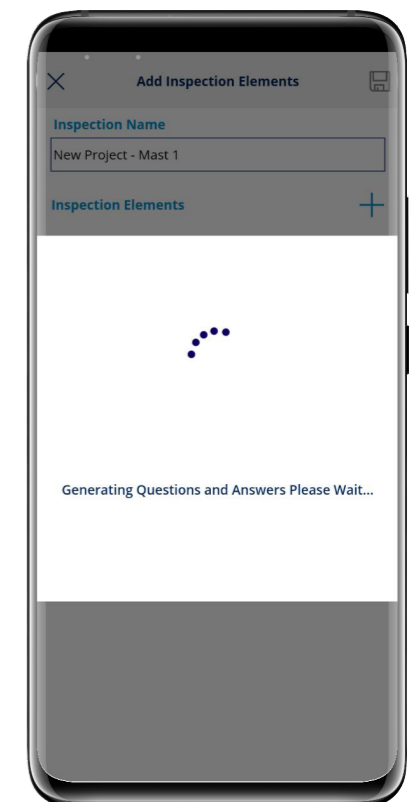 Add Inspection Elements
Inspection Name
New Project - Mast 1
Inspection Elements
Generating Questions and Answers Please Wait...